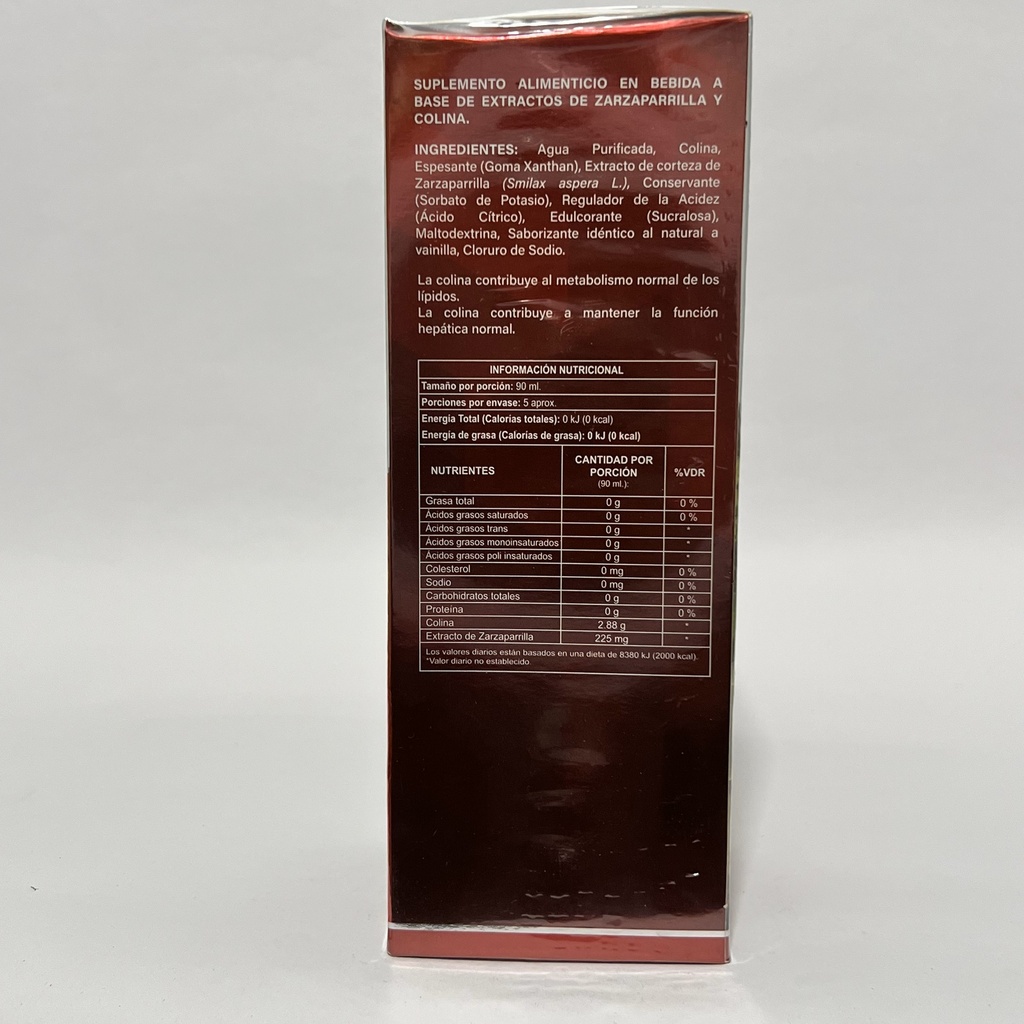 SUPLEMENTO ALIMENTICIO EN BEBIDA A
BASE DE EXTRACTOS DE ZARZAPARRILLA Y
COLINA.
INGREDIENTES: Agua Purificada, Colina,
Espesante (Goma Xanthan), Extracto de corteza de
Zarzaparrilla (Smilax aspera L.), Conservante
(Sorbato de Potasio), Regulador de la Acidez
(Ácido Cítrico), Edulcorante (Sucralosa),
Maltodextrina, Saborizante idéntico al natural a
vainilla, Cloruro de Sodio.
La colina contribuye al metabolismo normal de los
lípidos.
La colina contribuye a mantener la función
hepática normal.
INFORMACIÓN NUTRICIONAL
Tamaño por porción: 90 ml.
Porciones por envase: 5 aprox.
Energía Total (Calorías totales): 0 kJ (0 kcal)
Energía de grasa (Calorías de grasa): 0 kJ (0 kcal)
NUTRIENTES CANTIDAD POR PORCIÓN (90 ml.): %VDR
Grasa total 0 g 0 %
Ácidos grasos saturados 0 g 0 %
Ácidos grasos trans 0 g *
Ácidos grasos monoinsaturados 0 g *
Ácidos grasos poli insaturados 0 g *
Colesterol 0 mg 0 %
Sodio 0 mg 0 %
Carbohidratos totales 0 g 0 %
Proteína 0 g 0 %
Colina 2.88 g *
Extracto de Zarzaparrilla 225 mg *
Los valores diarios están basados en una dieta de 8380 kJ (2000 kcal).
*Valor diario no establecido